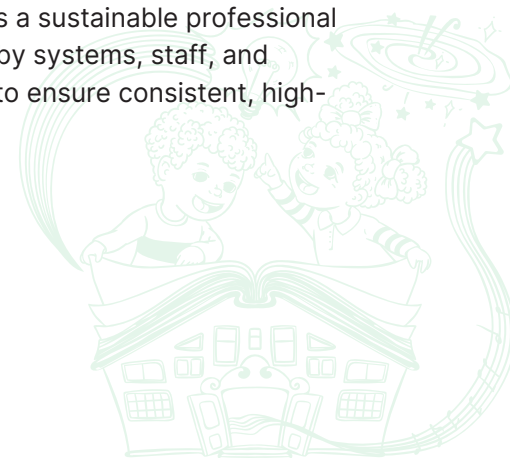 s a sustainable professional
by systems, staff, and
to ensure consistent, high-